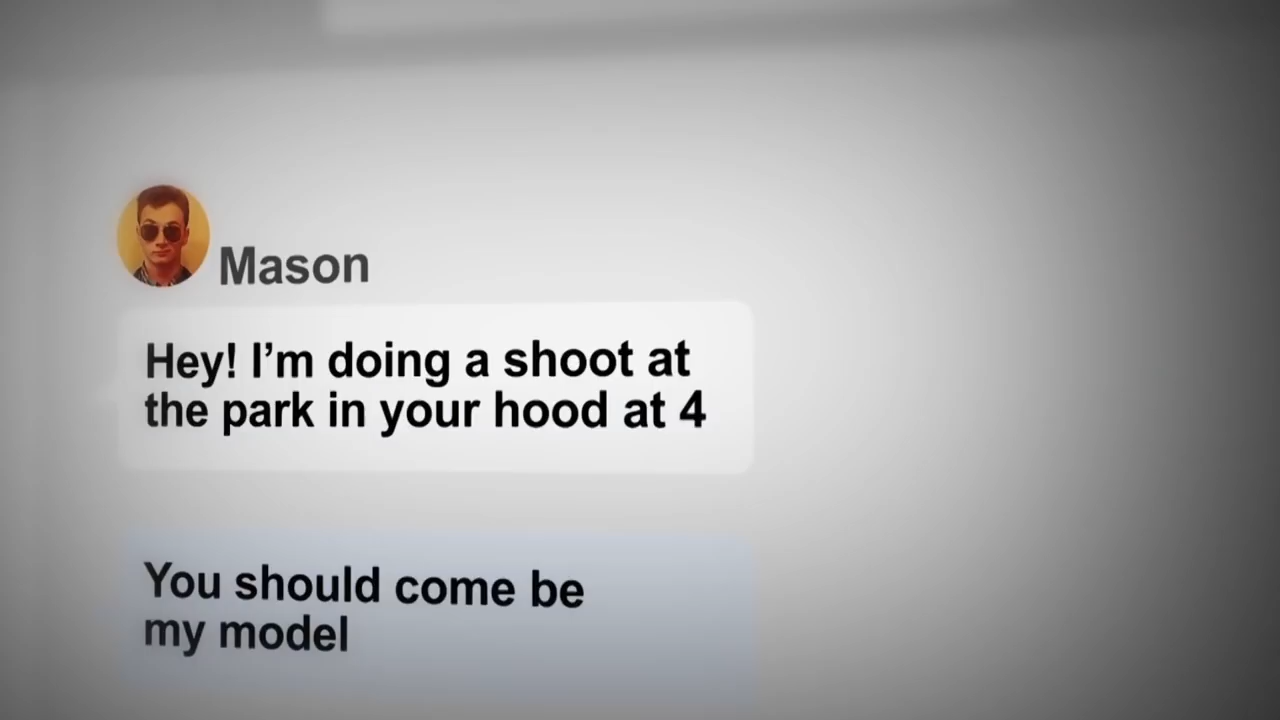 Mason
Hey! I’m doing a shoot at
the park in your hood at 4
You should come be
my model